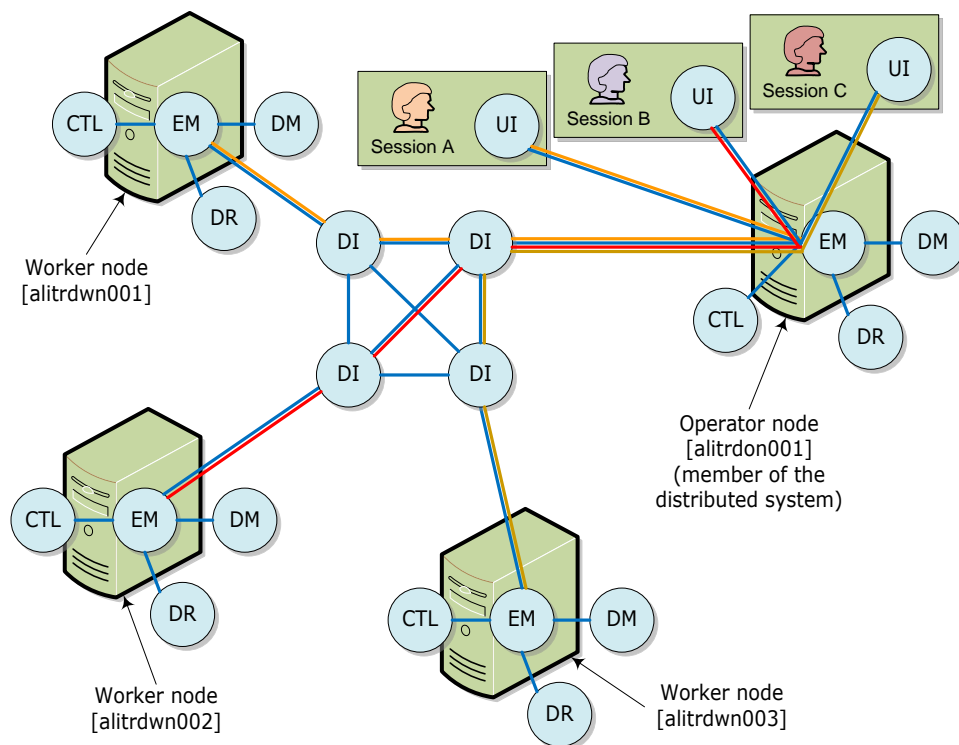 Session A
UI
Session B
UI
Session C
UI
CTL
EM
DM
DR
Worker node
[alitrdwn001]
DI
DI
DI
DI
EM
DM
CTL
DR
Operator node
[alitrdon001]
(member of the
distributed system)
CTL
EM
DM
DR
Worker node
[alitrdwn002]
CTL
EM
DM
DR
Worker node
[alitrdwn003]